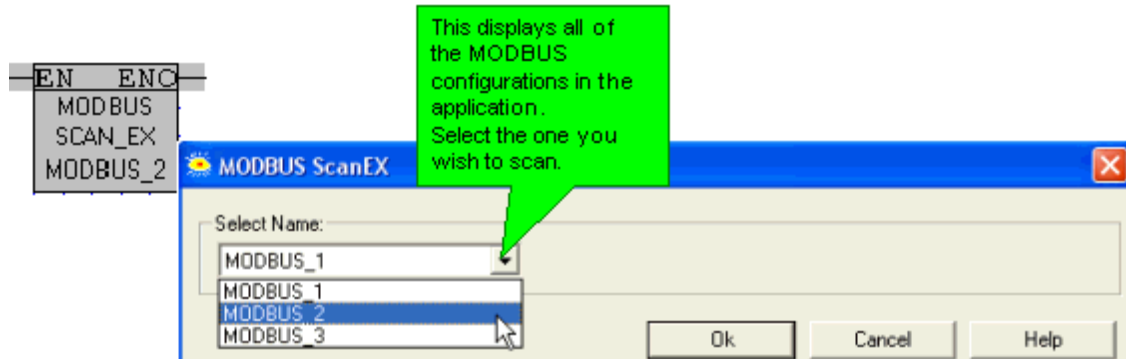 This displays all of
the MODBUS
configurations in the
application.
Select the one you
wish to scan.
EN ENO
MODBUS
SCAN_EX
MODBUS_2
MODBUS ScanEX
Select Name:
MODBUS_1
MODBUS_1
MODBUS_2
MODBUS_3
Ok Cancel Help